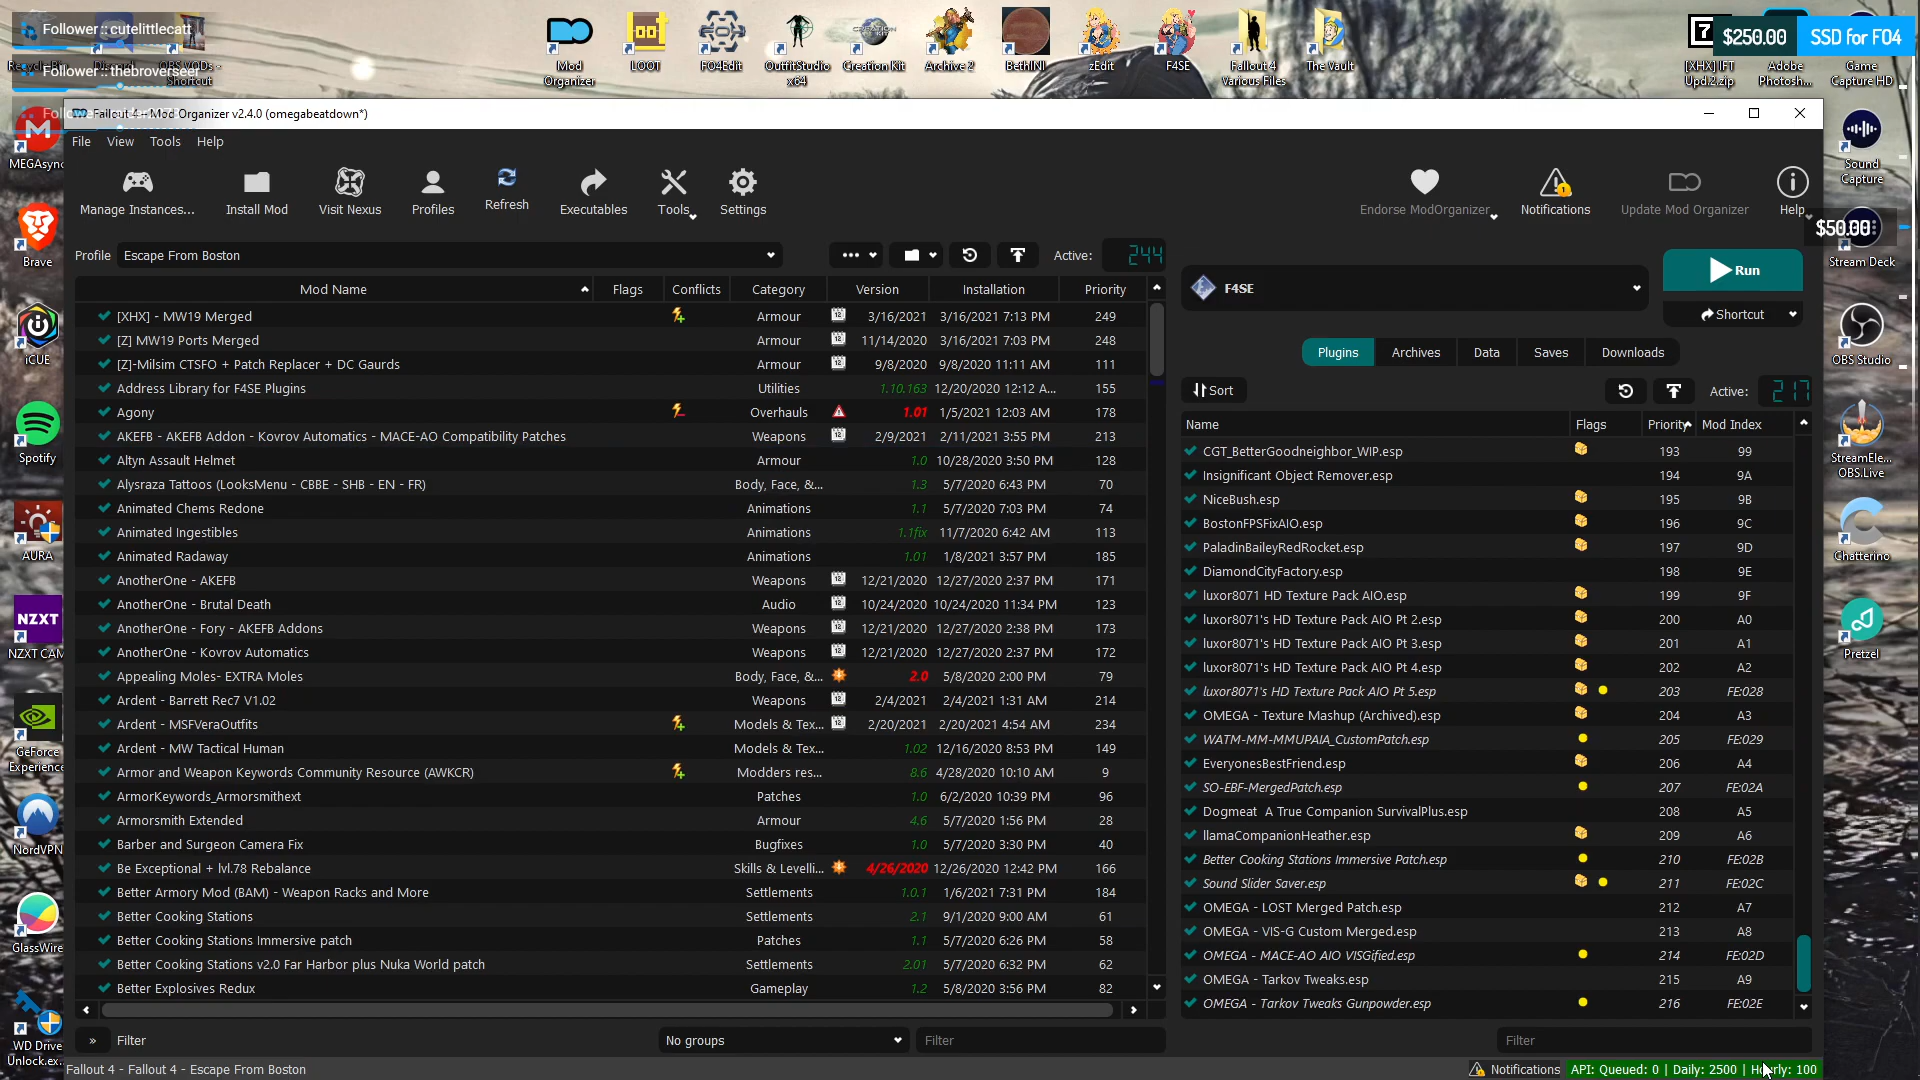 Follower :: cutelittlecatt
Follower :: thebroverseer
Mod Organizer
LOOT
FO4Edit
OutfitStudio x64
Creation Kit
Archive 2
BethINI
zEdit
F4SE
Fallout 4 Various Files
The Vault
[XHX] IFT Upd.2.zip
Adobe Photosh...
Game Capture HD
$250.00
SSD for FO4
Shortcut
MEGAsync
Brave
iCUE
Spotify
AURA
NZXT
NZXT CAM
GeForce Experience
NordVPN
GlassWire
WD Drive Unlock.ex...
Sound Capture
$50.00
Stream Deck
OBS Studio
StreamEle... OBS.Live
Chatterino
Pretzel
Fallout 4 - Mod Organizer v2.4.0 (omegabeatdown*)
File View Tools Help
Manage Instances...
Install Mod
Visit Nexus
Profiles
Refresh
Executables
Tools
Settings
Endorse ModOrganizer
Notifications
Update Mod Organizer
Help
Profile Escape From Boston
Active: 244
Mod Name Flags Conflicts Category Version Installation Priority
[XHX] - MW19 Merged Armour 3/16/2021 3/16/2021 7:13 PM 249
[Z] MW19 Ports Merged Armour 11/14/2020 3/16/2021 7:03 PM 248
[Z]-Milsim CTSFO + Patch Replacer + DC Gaurds Armour 9/8/2020 9/8/2020 11:11 AM 111
Address Library for F4SE Plugins Utilities 1.10.163 12/20/2020 12:12 A... 155
Agony Overhauls 1.01 1/5/2021 12:03 AM 178
AKEFB - AKEFB Addon - Kovrov Automatics - MACE-AO Compatibility Patches Weapons 2/9/2021 2/11/2021 3:55 PM 213
Altyn Assault Helmet Armour 1.0 10/28/2020 3:50 PM 128
Alysraza Tattoos (LooksMenu - CBBE - SHB - EN - FR) Body, Face, &... 1.3 5/7/2020 6:43 PM 70
Animated Chems Redone Animations 1.1 5/7/2020 7:03 PM 74
Animated Ingestibles Animations 1.1fix 11/7/2020 6:42 AM 113
Animated Radaway Animations 1.01 1/8/2021 3:57 PM 185
AnotherOne - AKEFB Weapons 12/21/2020 12/27/2020 2:37 PM 171
AnotherOne - Brutal Death Audio 10/24/2020 10/24/2020 11:34 PM 123
AnotherOne - Fory - AKEFB Addons Weapons 12/21/2020 12/27/2020 2:38 PM 173
AnotherOne - Kovrov Automatics Weapons 12/21/2020 12/27/2020 2:37 PM 172
Appealing Moles- EXTRA Moles Body, Face, &... 2.0 5/8/2020 2:00 PM 79
Ardent - Barrett Rec7 V1.02 Weapons 2/4/2021 2/4/2021 1:31 AM 214
Ardent - MSFVeraOutfits Models & Tex... 2/20/2021 2/20/2021 4:54 AM 234
Ardent - MW Tactical Human Models & Tex... 1.02 12/16/2020 8:53 PM 149
Armor and Weapon Keywords Community Resource (AWKCR) Modders res... 8.6 4/28/2020 10:10 AM 9
ArmorKeywords_Armorsmithext Patches 1.0 6/2/2020 10:39 PM 96
Armorsmith Extended Armour 4.6 5/7/2020 1:56 PM 28
Barber and Surgeon Camera Fix Bugfixes 1.0 5/7/2020 3:30 PM 40
Be Exceptional + lvl.78 Rebalance Skills & Levelli... 4/26/2020 12/26/2020 12:42 PM 166
Better Armory Mod (BAM) - Weapon Racks and More Settlements 1.0.1 1/6/2021 7:31 PM 184
Better Cooking Stations Settlements 2.1 9/1/2020 9:00 AM 61
Better Cooking Stations Immersive patch Patches 1.1 5/7/2020 6:26 PM 58
Better Cooking Stations v2.0 Far Harbor plus Nuka World patch Settlements 2.01 5/7/2020 6:32 PM 62
Better Explosives Redux Gameplay 1.2 5/8/2020 3:56 PM 82
Filter
No groups
Filter
F4SE
Run
Shortcut
Plugins Archives Data Saves Downloads
Sort
Active: 217
Name Flags Priority Mod Index
CGT_BetterGoodneighbor_WIP.esp 193 99
Insignificant Object Remover.esp 194 9A
NiceBush.esp 195 9B
BostonFPSFixAIO.esp 196 9C
PaladinBaileyRedRocket.esp 197 9D
DiamondCityFactory.esp 198 9E
luxor8071 HD Texture Pack AIO.esp 199 9F
luxor8071's HD Texture Pack AIO Pt 2.esp 200 A0
luxor8071's HD Texture Pack AIO Pt 3.esp 201 A1
luxor8071's HD Texture Pack AIO Pt 4.esp 202 A2
luxor8071's HD Texture Pack AIO Pt 5.esp 203 FE:028
OMEGA - Texture Mashup (Archived).esp 204 A3
WATM-MM-MMUPAIA_CustomPatch.esp 205 FE:029
EveryonesBestFriend.esp 206 A4
SO-EBF-MergedPatch.esp 207 FE:02A
Dogmeat A True Companion SurvivalPlus.esp 208 A5
llamaCompanionHeather.esp 209 A6
Better Cooking Stations Immersive Patch.esp 210 FE:02B
Sound Slider Saver.esp 211 FE:02C
OMEGA - LOST Merged Patch.esp 212 A7
OMEGA - VIS-G Custom Merged.esp 213 A8
OMEGA - MACE-AO AIO VISGified.esp 214 FE:02D
OMEGA - Tarkov Tweaks.esp 215 A9
OMEGA - Tarkov Tweaks Gunpowder.esp 216 FE:02E
Filter
Fallout 4 - Fallout 4 - Escape From Boston
Notifications
API: Queued: 0 | Daily: 2500 | Hourly: 100